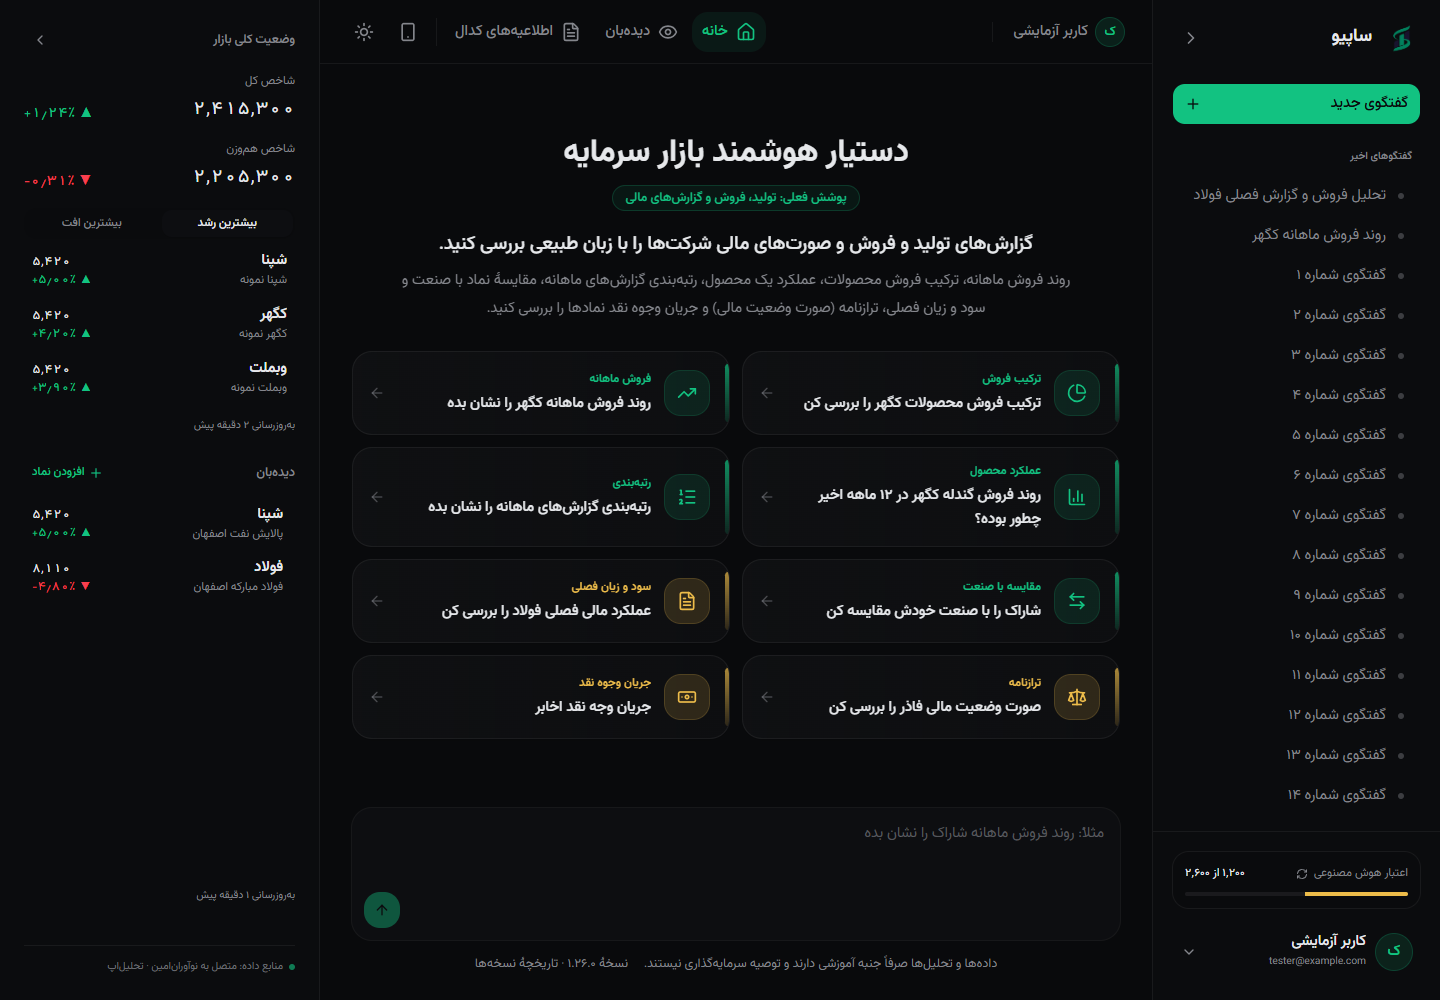 ساپیو
گفتگوی جدید
گفتگوهای اخیر
تحلیل فروش و گزارش فصلی فولاد
روند فروش ماهانه کگهر
گفتگوی شماره ۱
گفتگوی شماره ۲
گفتگوی شماره ۳
گفتگوی شماره ۴
گفتگوی شماره ۵
گفتگوی شماره ۶
گفتگوی شماره ۷
گفتگوی شماره ۸
گفتگوی شماره ۹
گفتگوی شماره ۱۰
گفتگوی شماره ۱۱
گفتگوی شماره ۱۲
گفتگوی شماره ۱۳
گفتگوی شماره ۱۴
اعتبار هوش مصنوعی ۱,۲۰۰ از ۲,۶۰۰
ک
کاربر آزمایشی
tester@example.com
ک کاربر آزمایشی
خانه دیده‌بان اطلاعیه‌های کدال
دستیار هوشمند بازار سرمایه
پوشش فعلی: تولید، فروش و گزارش‌های مالی
گزارش‌های تولید و فروش و صورت‌های مالی شرکت‌ها را با زبان طبیعی بررسی کنید.
روند فروش ماهانه، ترکیب فروش محصولات، عملکرد یک محصول، رتبه‌بندی گزارش‌های ماهانه، مقایسهٔ نماد با صنعت و
سود و زیان فصلی، ترازنامه (صورت وضعیت مالی) و جریان وجوه نقد نمادها را بررسی کنید.
ترکیب فروش
ترکیب فروش محصولات کگهر را بررسی کن
فروش ماهانه
روند فروش ماهانه کگهر را نشان بده
عملکرد محصول
روند فروش گندله کگهر در ۱۲ ماهه اخیر
چطور بوده؟
رتبه‌بندی
رتبه‌بندی گزارش‌های ماهانه را نشان بده
مقایسه با صنعت
شاراک را با صنعت خودش مقایسه کن
سود و زیان فصلی
عملکرد مالی فصلی فولاد را بررسی کن
ترازنامه
صورت وضعیت مالی فاذر را بررسی کن
جریان وجوه نقد
جریان وجه نقد اخابر
مثلاً: روند فروش ماهانه شاراک را نشان بده
داده‌ها و تحلیل‌ها صرفاً جنبه آموزشی دارند و توصیه سرمایه‌گذاری نیستند. نسخهٔ ۱.۲۶.۰ · تاریخچهٔ نسخه‌ها
وضعیت کلی بازار
شاخص کل
۲,۴۱۵,۳۰۰ ▲ +۱٫۲۴٪
شاخص هم‌وزن
۲,۲۰۵,۳۰۰ ▼ -۰٫۳۱٪
بیشترین رشد بیشترین افت
شپنا ۵,۴۲۰
شپنا نمونه ▲ +۵٫۰۰٪
کگهر ۵,۴۲۰
کگهر نمونه ▲ +۴٫۲۰٪
وبملت ۵,۴۲۰
وبملت نمونه ▲ +۳٫۹۰٪
به‌روزرسانی ۲ دقیقه پیش
دیده‌بان + افزودن نماد
شپنا ۵,۴۲۰
پالایش نفت اصفهان ▲ +۵٫۰۰٪
فولاد ۸,۱۱۰
فولاد مبارکه اصفهان ▼ -۴٫۸۰٪
به‌روزرسانی ۱ دقیقه پیش
منابع داده: متصل به نوآوران‌امین · تحلیل‌اپ